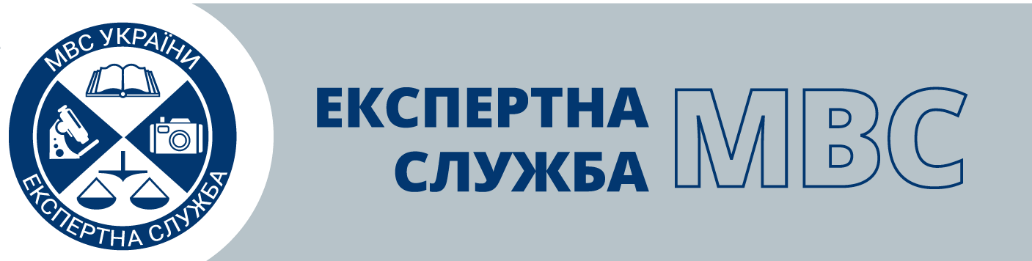 МВС УКРАЇНИ
ЕКСПЕРТНА СЛУЖБА
ЕКСПЕРТНА
СЛУЖБА
МВС